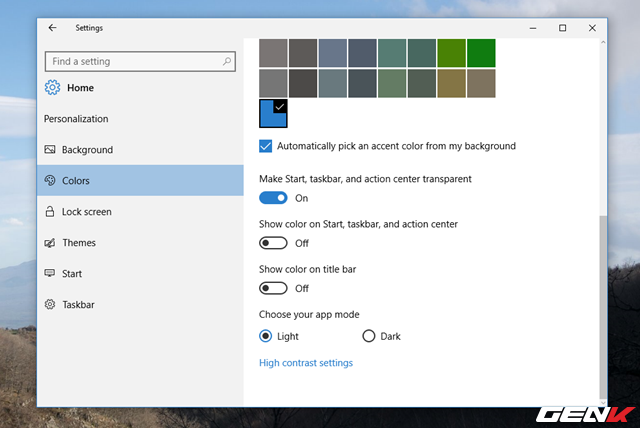 Settings
Find a setting
Home
Personalization
Background
Colors
Lock screen
Themes
Start
Taskbar
Automatically pick an accent color from my background
Make Start, taskbar, and action center transparent
On
Show color on Start, taskbar, and action center
Off
Show color on title bar
Off
Choose your app mode
Light Dark
High contrast settings
GENK